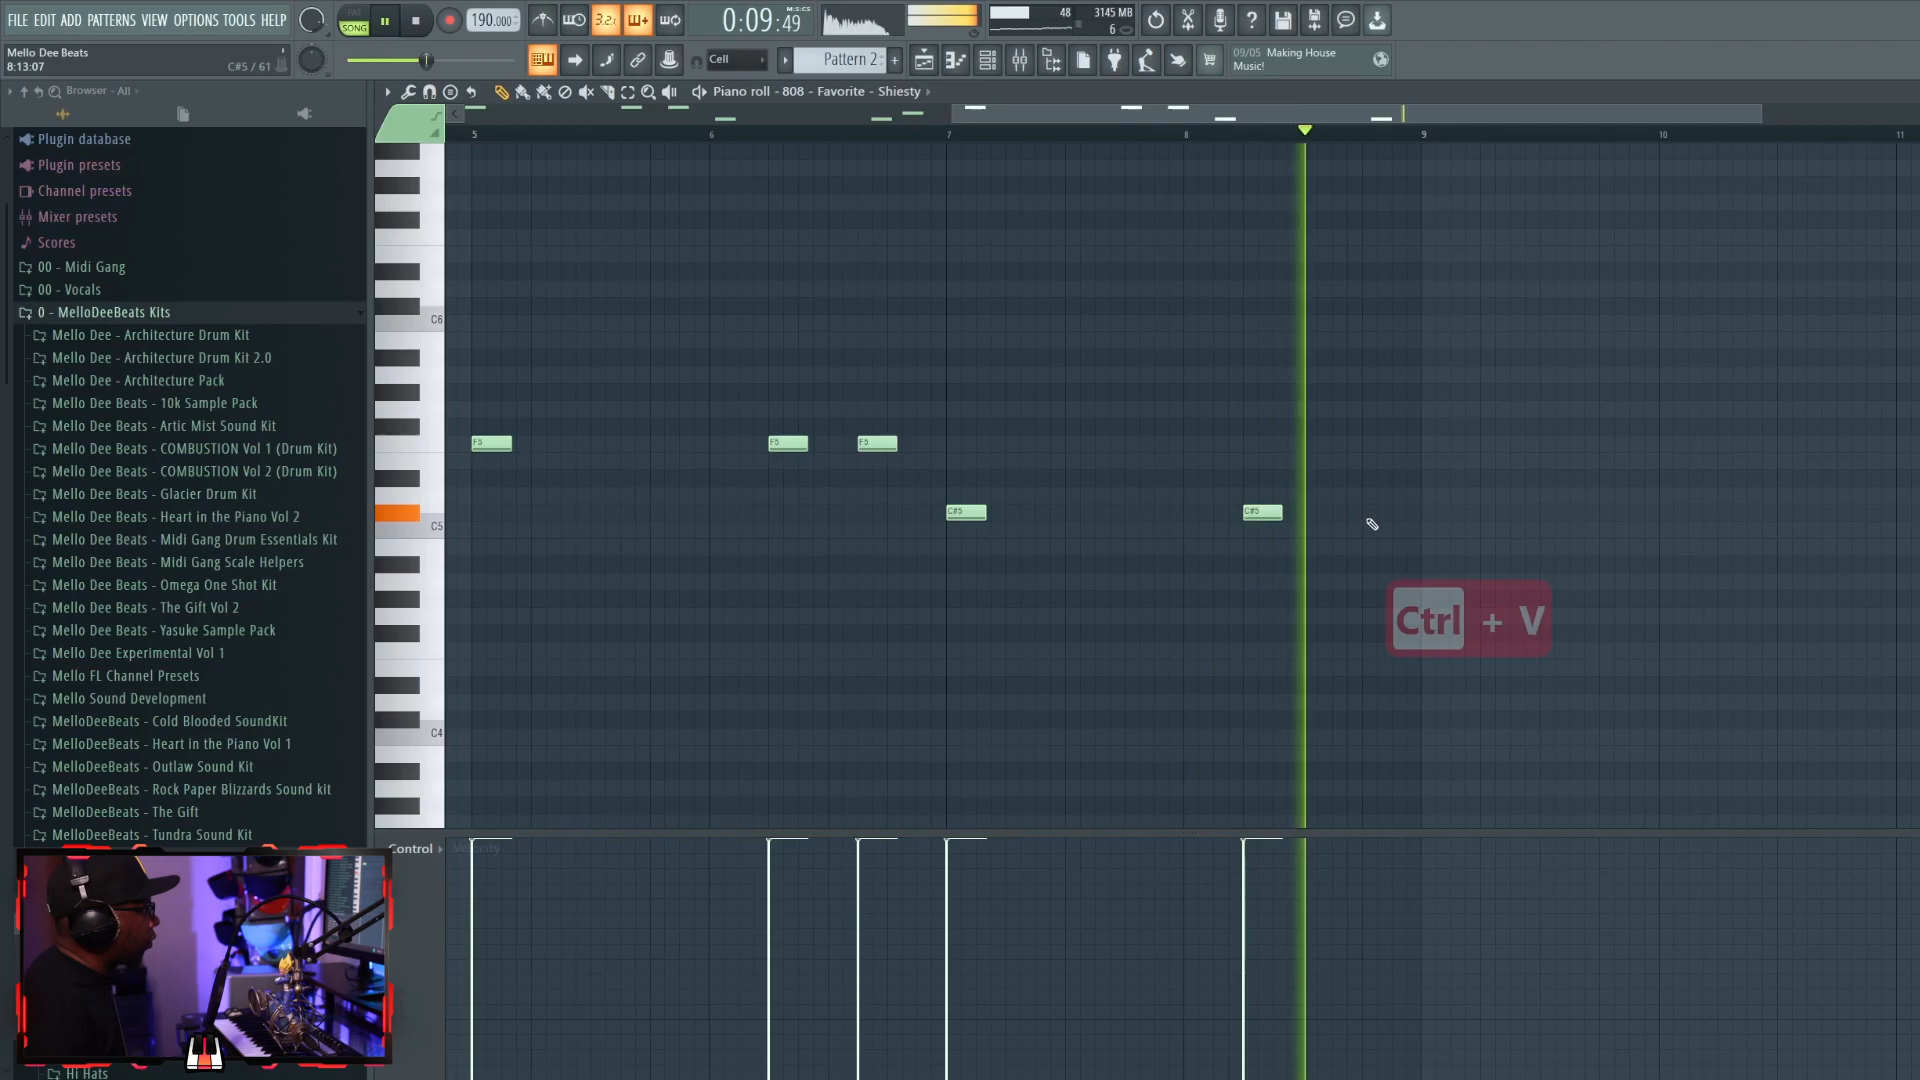 FILE EDIT ADD PATTERNS VIEW OPTIONS TOOLS HELP
PAT
SONG
190.000
3.2.1
M:S:CS
0:09:49
48
3145 MB
6
Mello Dee Beats
8:13:07
C#5 / 61
Cell
Pattern 2
09/05 Making House
Music!
Browser - All
Piano roll - 808 - Favorite - Shiesty
5
6
7
8
9
10
11
Plugin database
Plugin presets
Channel presets
Mixer presets
Scores
00 - Midi Gang
00 - Vocals
0 - MelloDeeBeats Kits
Mello Dee - Architecture Drum Kit
Mello Dee - Architecture Drum Kit 2.0
Mello Dee - ArchItecture Pack
Mello Dee Beats - 10k Sample Pack
Mello Dee Beats - Artic Mist Sound Kit
Mello Dee Beats - COMBUSTION Vol 1 (Drum Kit)
Mello Dee Beats - COMBUSTION Vol 2 (Drum Kit)
Mello Dee Beats - Glacier Drum Kit
Mello Dee Beats - Heart in the Piano Vol 2
Mello Dee Beats - Midi Gang Drum Essentials Kit
Mello Dee Beats - Midi Gang Scale Helpers
Mello Dee Beats - Omega One Shot Kit
Mello Dee Beats - The Gift Vol 2
Mello Dee Beats - Yasuke Sample Pack
Mello Dee Experimental Vol 1
Mello FL Channel Presets
Mello Sound Development
MelloDeeBeats - Cold Blooded SoundKit
MelloDeeBeats - Heart in the Piano Vol 1
MelloDeeBeats - Outlaw Sound Kit
MelloDeeBeats - Rock Paper Blizzards Sound kit
MelloDeeBeats - The Gift
MelloDeeBeats - Tundra Sound Kit
Hi Hats
C6
C5
C4
F5
F5
F5
C#5
C#5
Ctrl + V
Control
Velocity